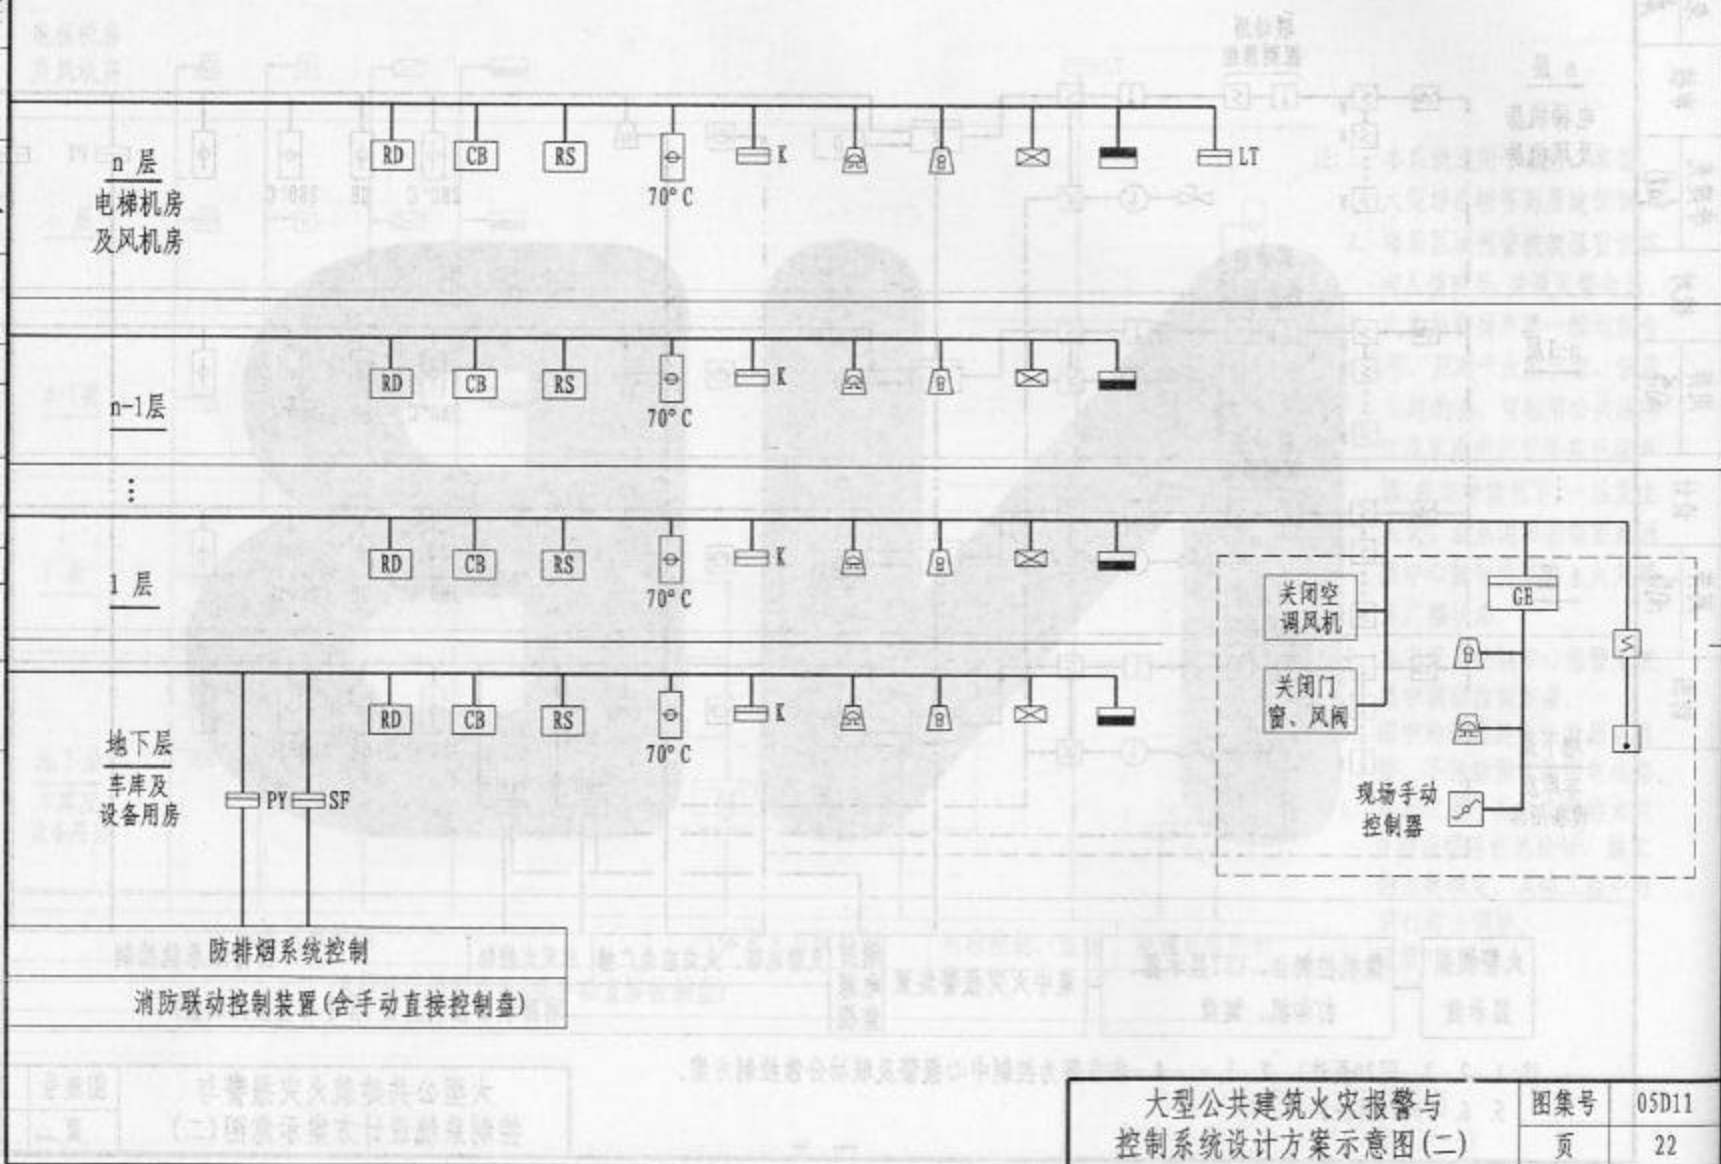 RD CB RS K LT
n 层
70°C
电梯机房
及风机房
RD CB RS K
n-1层
70°C
⋮
RD CB RS K
1 层
70°C
关闭空
调风机
GE
关闭门
窗、风阀
RD CB RS K
地下层
70°C
车库及
设备用房
PY SF
现场手动
控制器
防排烟系统控制
消防联动控制装置(含手动直接控制盘)
大型公共建筑火灾报警与
控制系统设计方案示意图(二)
图集号 05D11
页 22